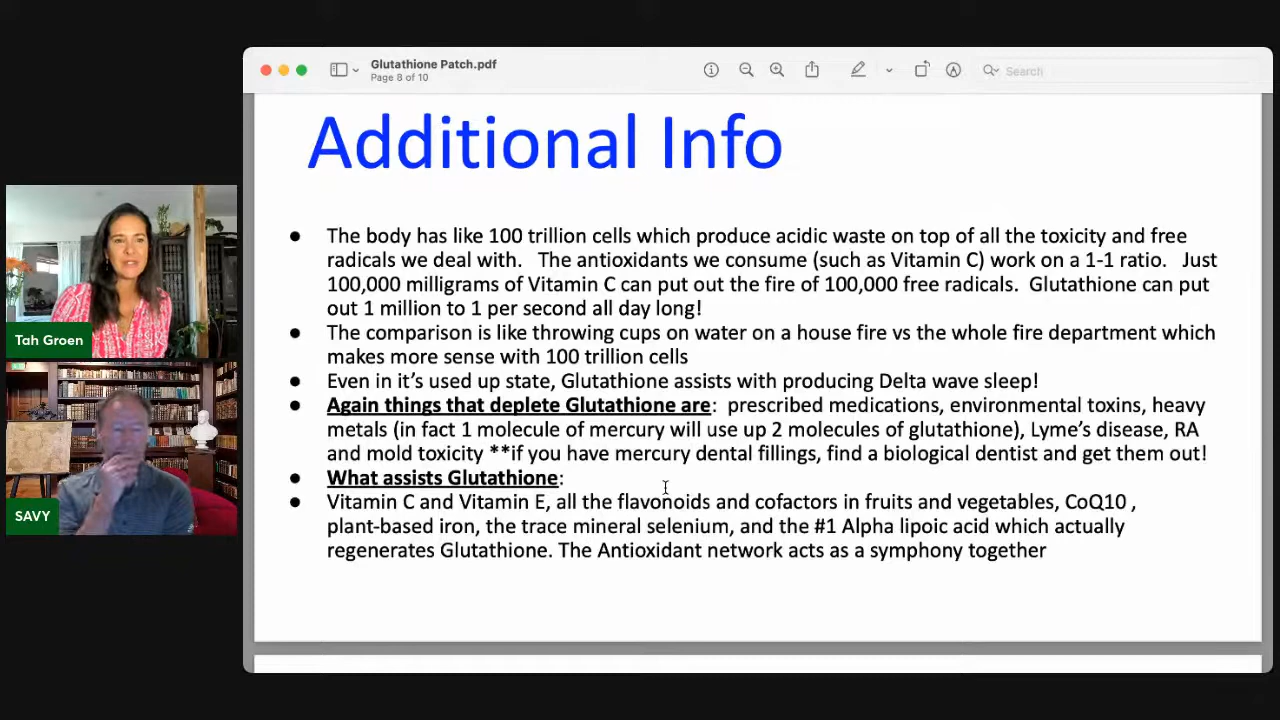 Glutathione Patch.pdf
Page 8 of 10
Search
Additional Info
● The body has like 100 trillion cells which produce acidic waste on top of all the toxicity and free
radicals we deal with. The antioxidants we consume (such as Vitamin C) work on a 1-1 ratio. Just
100,000 milligrams of Vitamin C can put out the fire of 100,000 free radicals. Glutathione can put
out 1 million to 1 per second all day long!
● The comparison is like throwing cups on water on a house fire vs the whole fire department which
makes more sense with 100 trillion cells
● Even in it's used up state, Glutathione assists with producing Delta wave sleep!
● Again things that deplete Glutathione are: prescribed medications, environmental toxins, heavy
metals (in fact 1 molecule of mercury will use up 2 molecules of glutathione), Lyme's disease, RA
and mold toxicity **if you have mercury dental fillings, find a biological dentist and get them out!
● What assists Glutathione:
● Vitamin C and Vitamin E, all the flavonoids and cofactors in fruits and vegetables, CoQ10 ,
plant-based iron, the trace mineral selenium, and the #1 Alpha lipoic acid which actually
regenerates Glutathione. The Antioxidant network acts as a symphony together
Tah Groen
SAVY